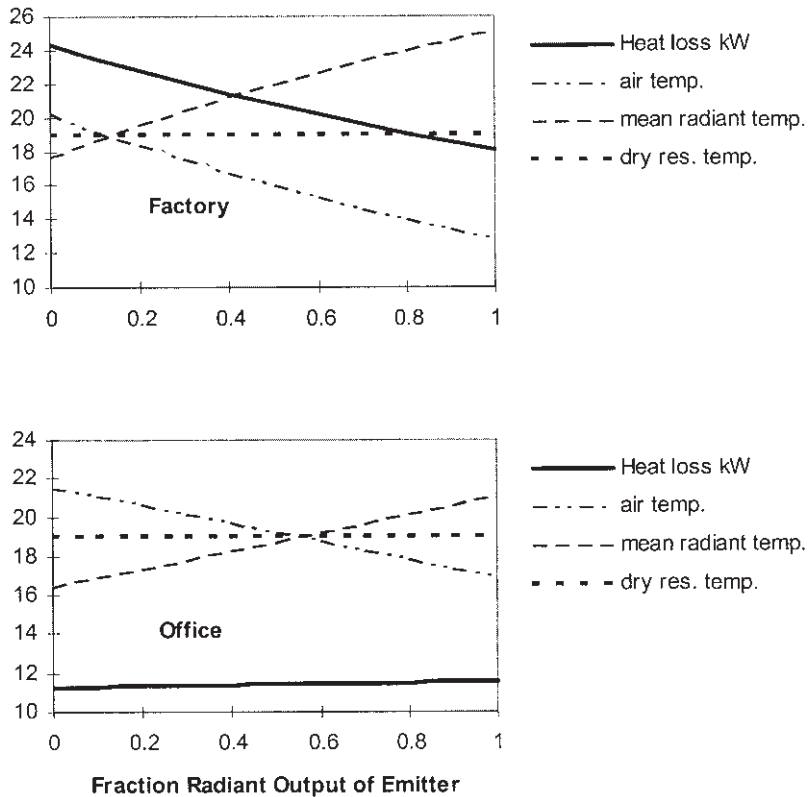 26
24
22
20
18
16
14
12
10
Factory
0 0.2 0.4 0.6 0.8 1
Heat loss kW
air temp.
mean radiant temp.
dry res. temp.
24
22
20
18
16
14
12
10
Office
0 0.2 0.4 0.6 0.8 1
Fraction Radiant Output of Emitter
Heat loss kW
air temp.
mean radiant temp.
dry res. temp.